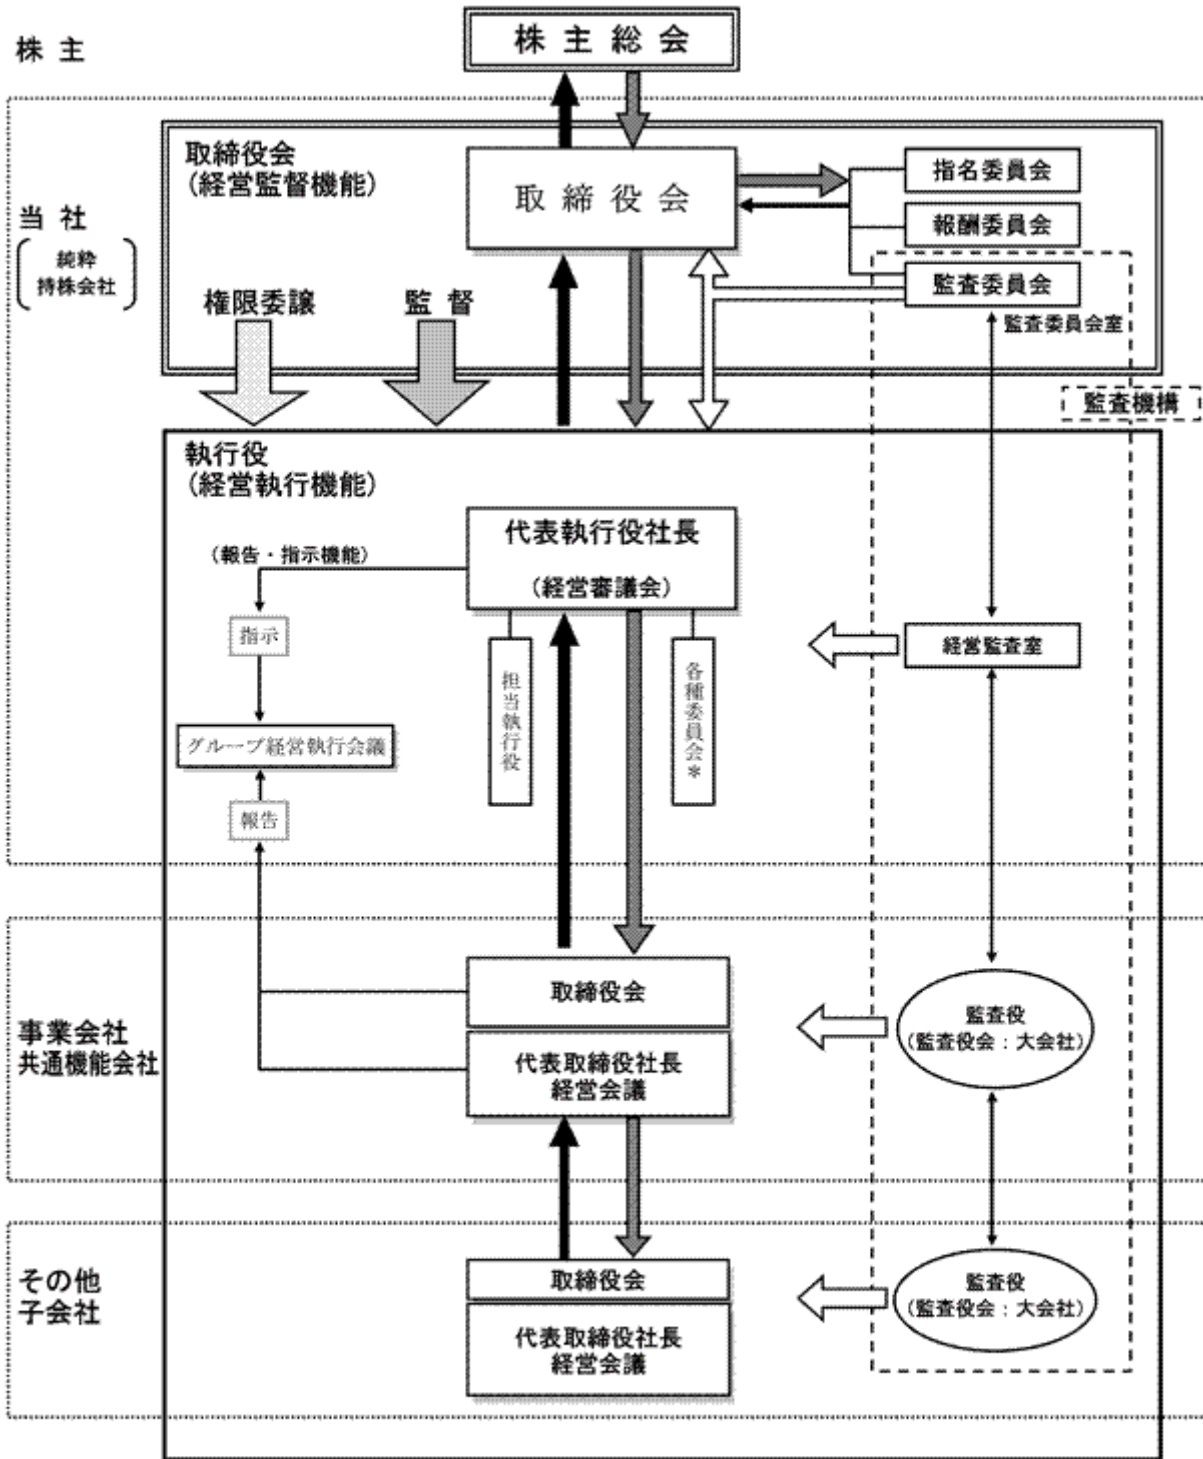 株主総会
株主
取締役会
(経営監督機能)
取締役会
指名委員会
報酬委員会
監査委員会
監査委員会室
当社
純粋
持株会社
権限委譲
監督
監査機構
執行役
(経営執行機能)
代表執行役社長
(経営審議会)
(報告・指示機能)
指示
担当執行役
各種委員会*
経営監査室
グループ経営執行会議
報告
事業会社
共通機能会社
取締役会
代表取締役社長
経営会議
監査役
(監査役会:大会社)
その他
子会社
取締役会
代表取締役社長
経営会議
監査役
(監査役会:大会社)